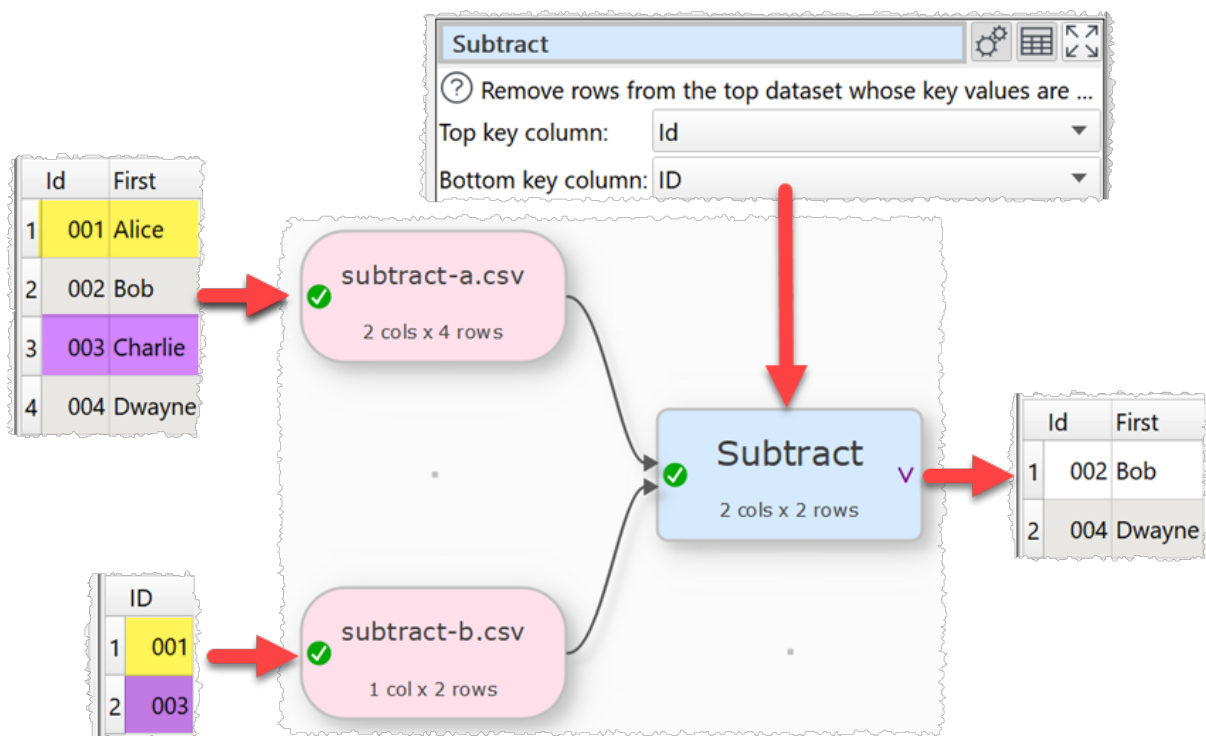 Subtract
? Remove rows from the top dataset whose key values are ...
Top key column: Id
Bottom key column: ID
Id First
1 001 Alice
2 002 Bob
3 003 Charlie
4 004 Dwayne
subtract-a.csv
2 cols x 4 rows
Subtract
V
2 cols x 2 rows
Id First
1 002 Bob
2 004 Dwayne
ID
1 001
2 003
subtract-b.csv
1 col x 2 rows